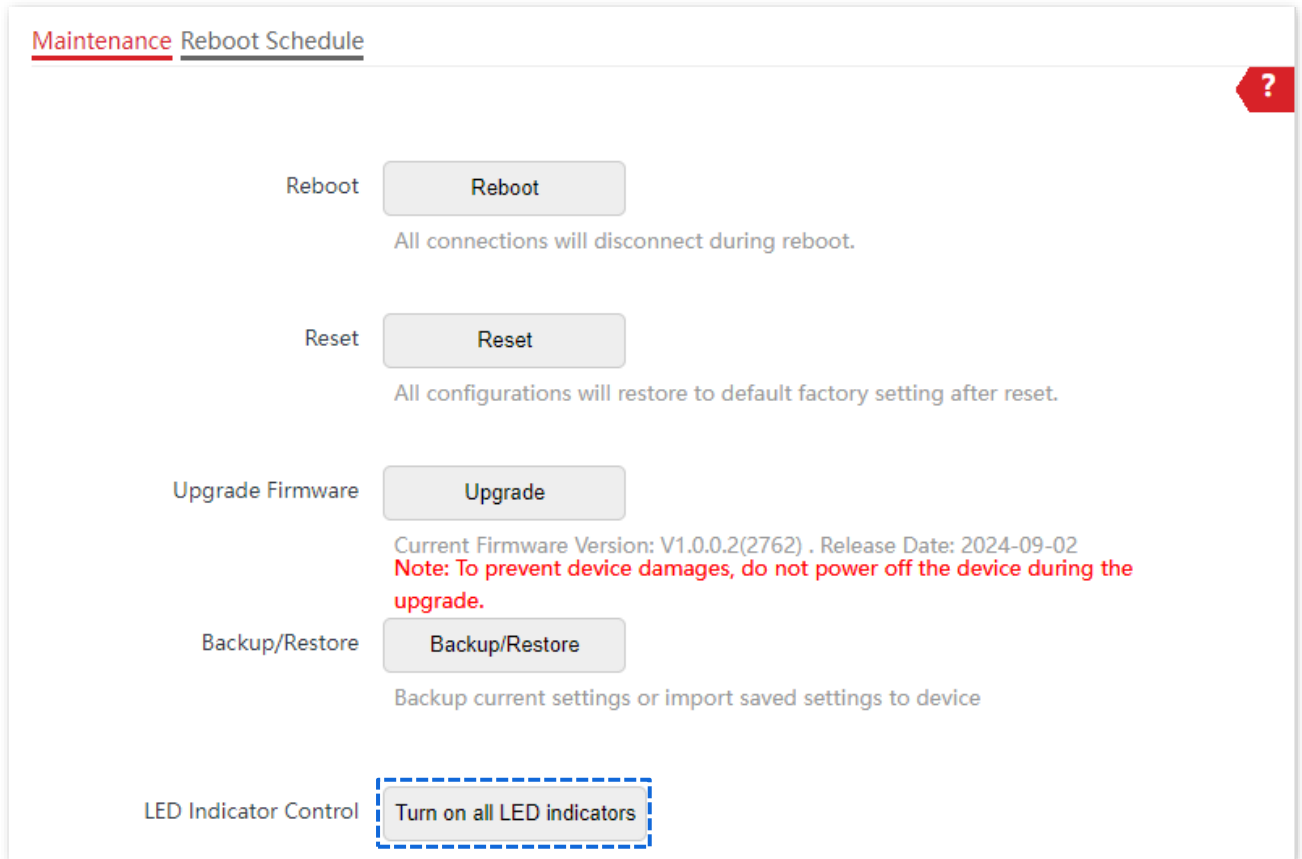 Maintenance Reboot Schedule
?
Reboot Reboot
All connections will disconnect during reboot.
Reset Reset
All configurations will restore to default factory setting after reset.
Upgrade Firmware Upgrade
Current Firmware Version: V1.0.0.2(2762) . Release Date: 2024-09-02
Note: To prevent device damages, do not power off the device during the
upgrade.
Backup/Restore Backup/Restore
Backup current settings or import saved settings to device
LED Indicator Control Turn on all LED indicators